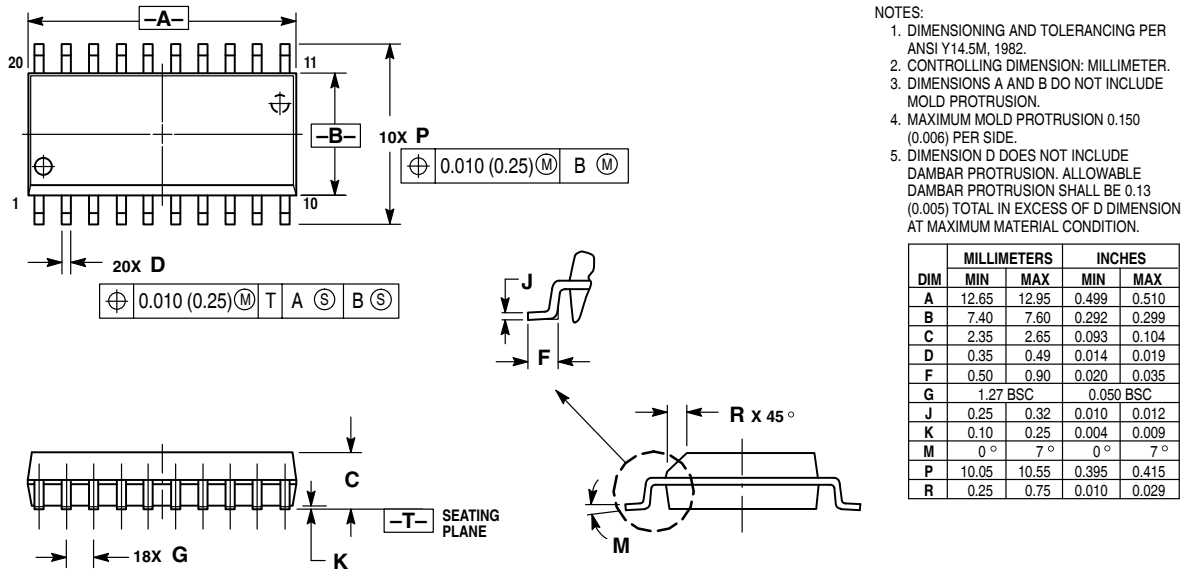 –A–
20
11
–B–
10X P
⌖ 0.010 (0.25) Ⓜ B Ⓜ
1
10
20X D
⌖ 0.010 (0.25) Ⓜ T A Ⓢ B Ⓢ
J
F
C
–T– SEATING
PLANE
18X G
K
R X 45°
M
NOTES:
1. DIMENSIONING AND TOLERANCING PER
ANSI Y14.5M, 1982.
2. CONTROLLING DIMENSION: MILLIMETER.
3. DIMENSIONS A AND B DO NOT INCLUDE
MOLD PROTRUSION.
4. MAXIMUM MOLD PROTRUSION 0.150
(0.006) PER SIDE.
5. DIMENSION D DOES NOT INCLUDE
DAMBAR PROTRUSION. ALLOWABLE
DAMBAR PROTRUSION SHALL BE 0.13
(0.005) TOTAL IN EXCESS OF D DIMENSION
AT MAXIMUM MATERIAL CONDITION.
MILLIMETERS INCHES
DIM MIN MAX MIN MAX
A 12.65 12.95 0.499 0.510
B 7.40 7.60 0.292 0.299
C 2.35 2.65 0.093 0.104
D 0.35 0.49 0.014 0.019
F 0.50 0.90 0.020 0.035
G 1.27 BSC 0.050 BSC
J 0.25 0.32 0.010 0.012
K 0.10 0.25 0.004 0.009
M 0° 7° 0° 7°
P 10.05 10.55 0.395 0.415
R 0.25 0.75 0.010 0.029